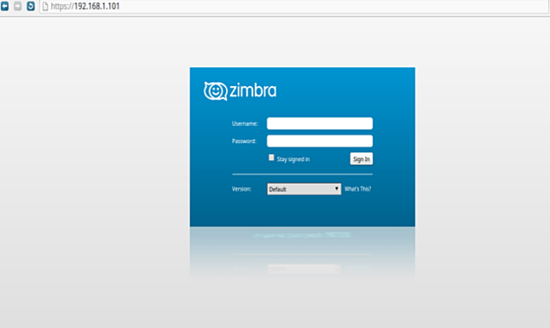 https://192.168.1.101
zimbra
Username:
Password:
Stay signed in
Sign In
Version: Default What's This?